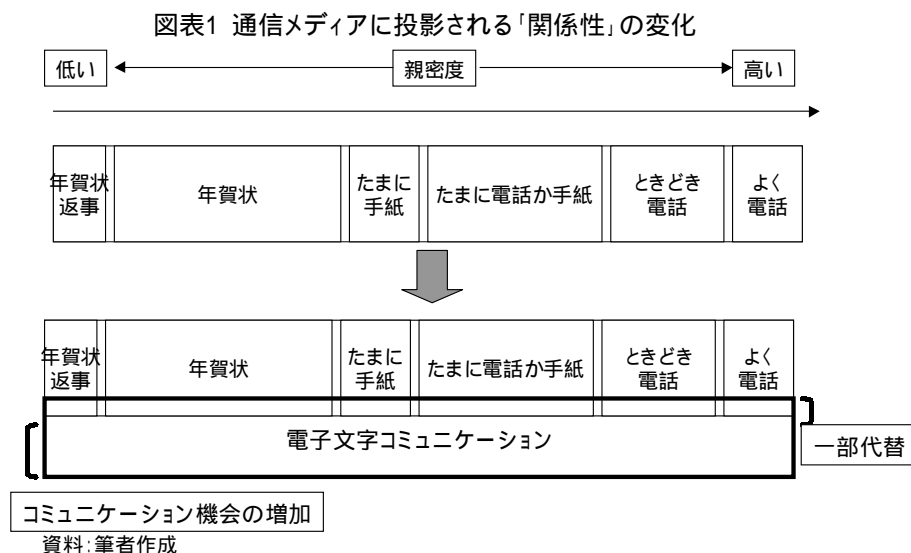 図表1 通信メディアに投影される「関係性」の変化
低い 親密度 高い
年賀状
返事
年賀状
たまに
手紙
たまに電話か手紙
ときどき
電話
よく
電話
年賀状
返事
年賀状
たまに
手紙
たまに電話か手紙
ときどき
電話
よく
電話
電子文字コミュニケーション
一部代替
コミュニケーション機会の増加
資料:筆者作成